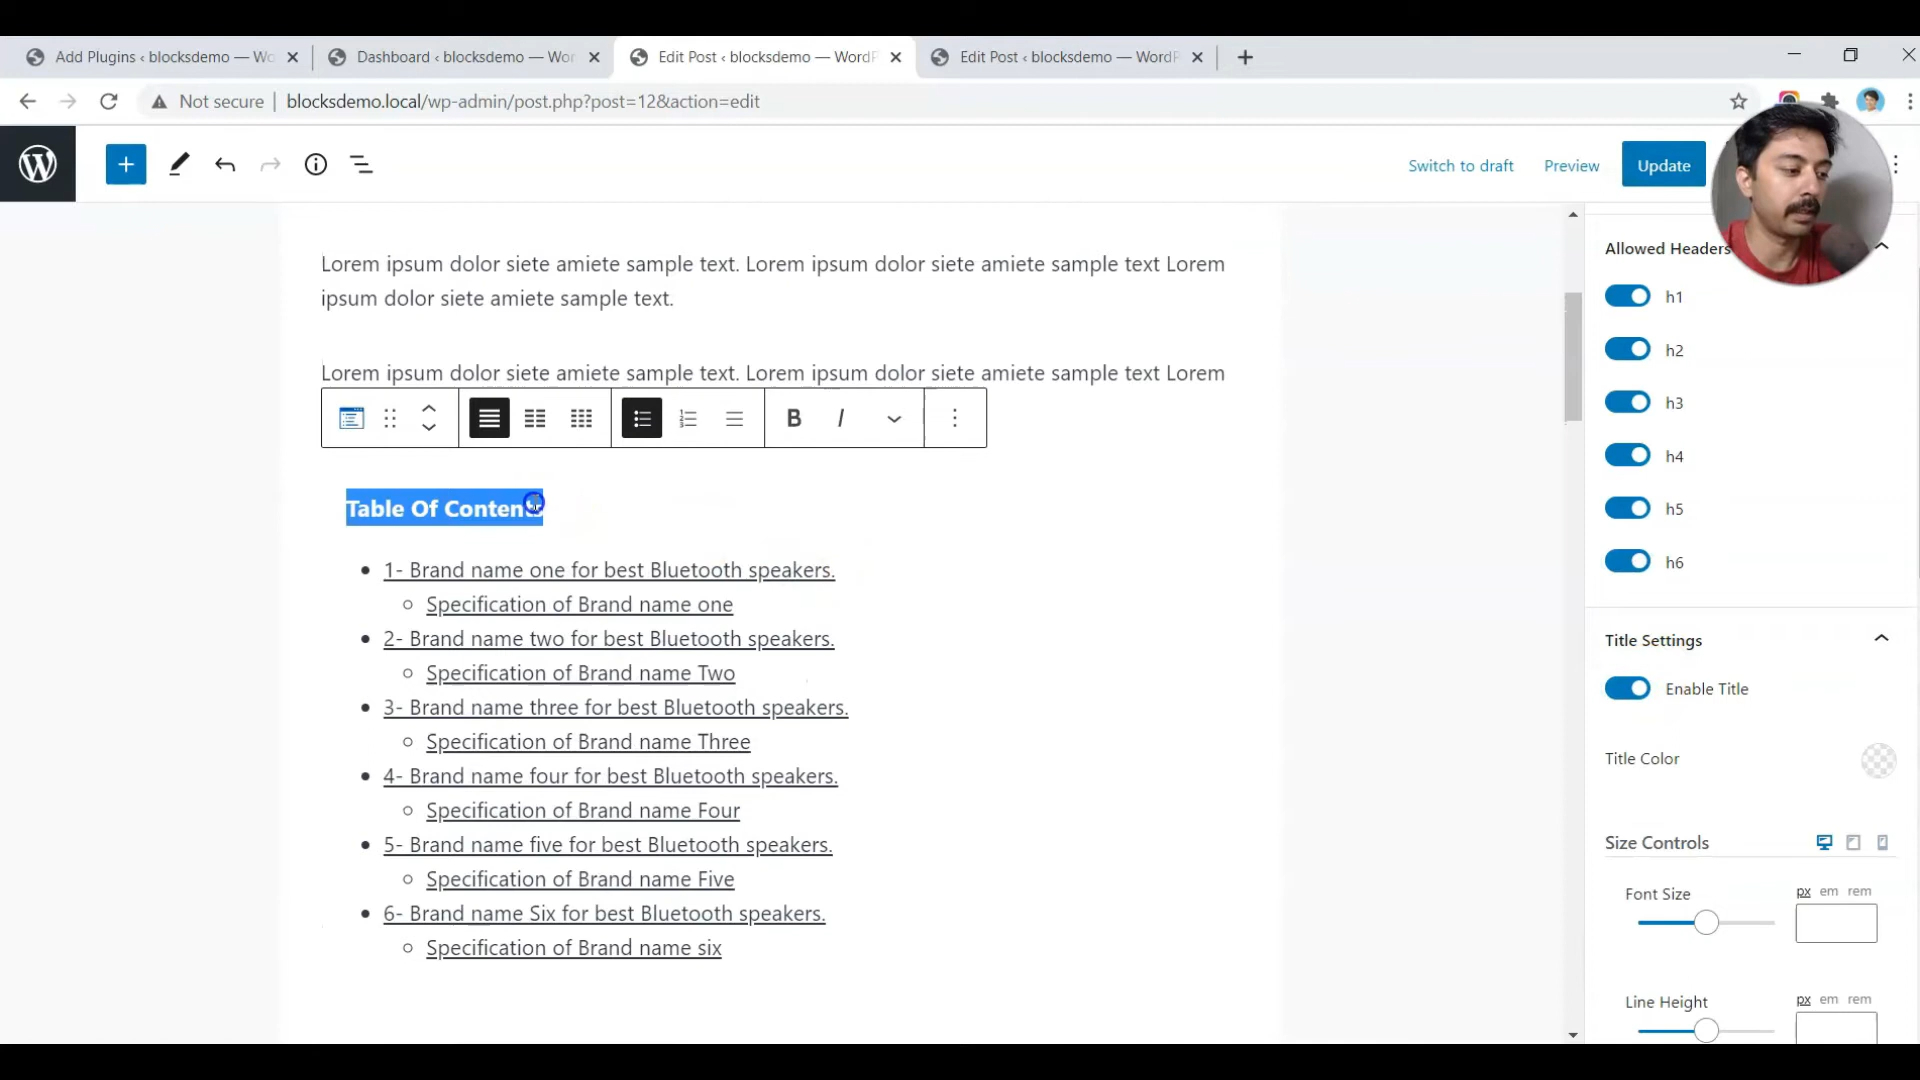 Add Plugins ‹ blocksdemo — Wo
Dashboard ‹ blocksdemo — Wor
Edit Post ‹ blocksdemo — WordP
Edit Post ‹ blocksdemo — WordP
Not secure
blocksdemo.local/wp-admin/post.php?post=12&action=edit
Switch to draft
Preview
Update
Lorem ipsum dolor siete amiete sample text. Lorem ipsum dolor siete amiete sample text Lorem
ipsum dolor siete amiete sample text.
Lorem ipsum dolor siete amiete sample text. Lorem ipsum dolor siete amiete sample text Lorem
B I
Table Of Contents
1- Brand name one for best Bluetooth speakers.
Specification of Brand name one
2- Brand name two for best Bluetooth speakers.
Specification of Brand name Two
3- Brand name three for best Bluetooth speakers.
Specification of Brand name Three
4- Brand name four for best Bluetooth speakers.
Specification of Brand name Four
5- Brand name five for best Bluetooth speakers.
Specification of Brand name Five
6- Brand name Six for best Bluetooth speakers.
Specification of Brand name six
Allowed Headers
h1
h2
h3
h4
h5
h6
Title Settings
Enable Title
Title Color
Size Controls
Font Size
px em rem
Line Height
px em rem